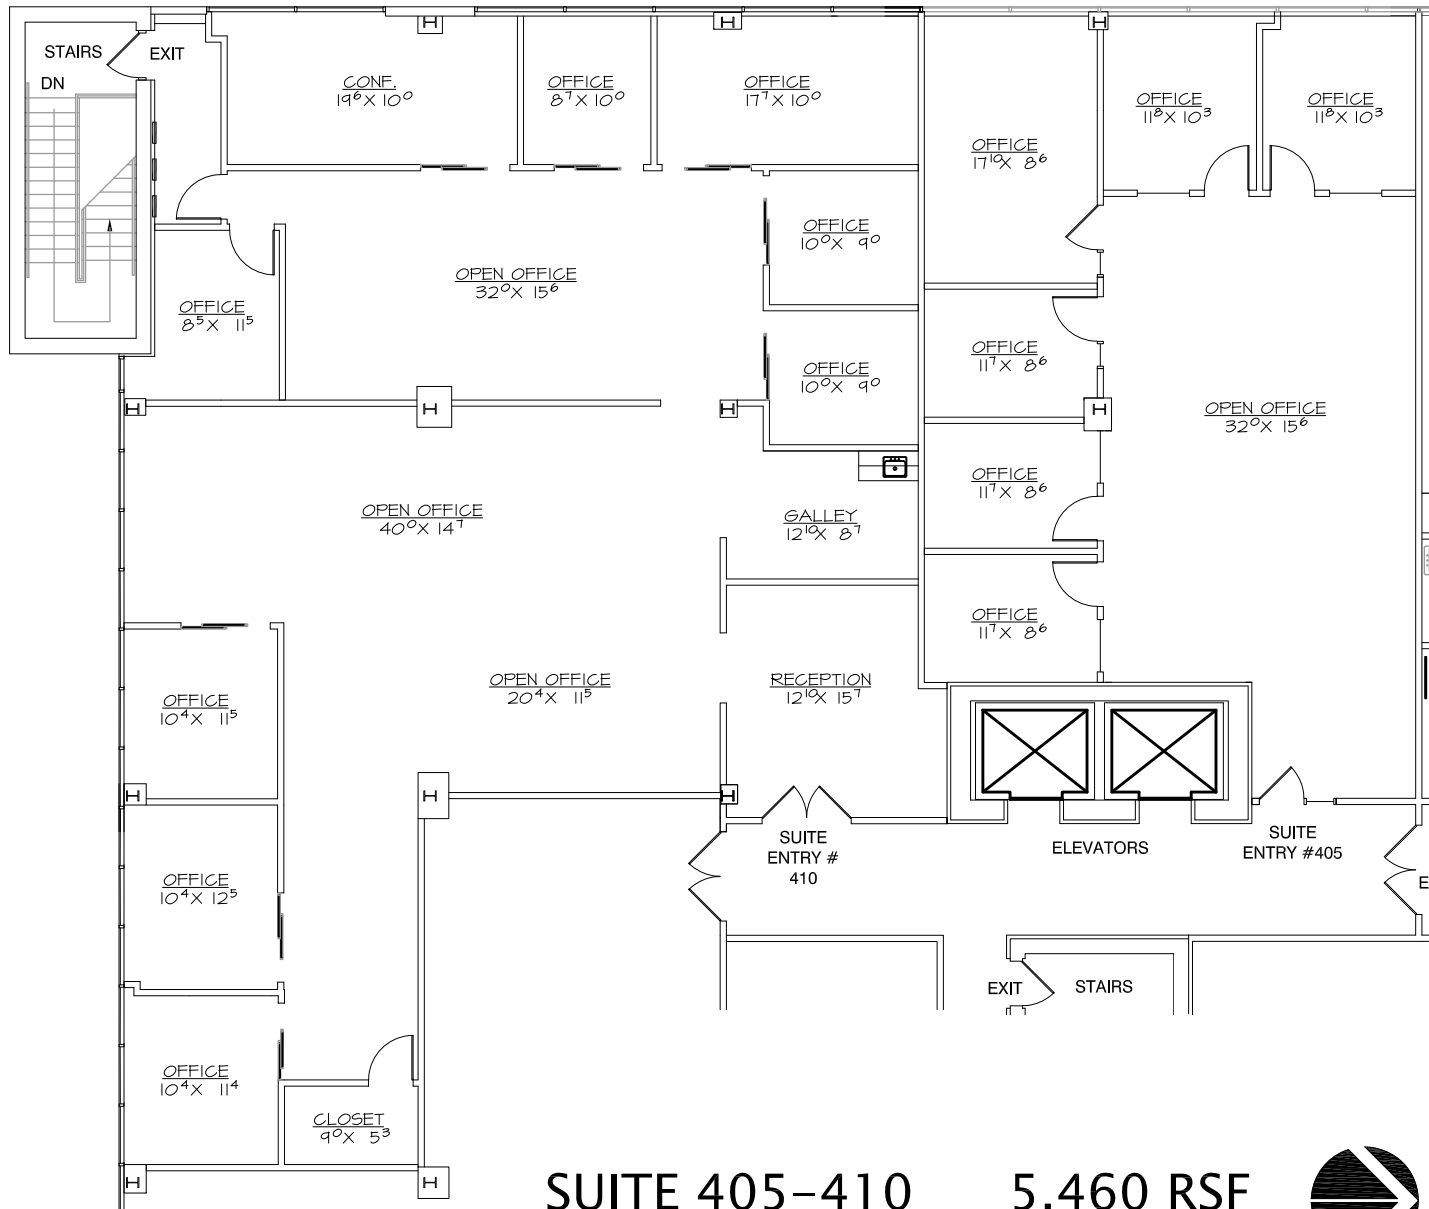 STAIRS
DN
EXIT
CONF.
19⁶ X 10⁰
OFFICE
8⁷ X 10⁰
OFFICE
17⁷ X 10⁰
OFFICE
17¹⁰ X 8⁶
OFFICE
11⁸ X 10³
OFFICE
11⁸ X 10³
OFFICE
10⁰ X 9⁰
OPEN OFFICE
32⁰ X 15⁶
OFFICE
8⁵ X 11⁵
OFFICE
10⁰ X 9⁰
OFFICE
11⁷ X 8⁶
OPEN OFFICE
32⁰ X 15⁶
OPEN OFFICE
40⁰ X 14⁷
GALLEY
12¹⁰ X 8⁷
OFFICE
11⁷ X 8⁶
OFFICE
11⁷ X 8⁶
OFFICE
10⁴ X 11⁵
OPEN OFFICE
20⁴ X 11⁵
RECEPTION
12¹⁰ X 15⁷
SUITE
ENTRY #
410
ELEVATORS
SUITE
ENTRY #405
E
OFFICE
10⁴ X 12⁵
EXIT
STAIRS
OFFICE
10⁴ X 11⁴
CLOSET
9⁰ X 5³
SUITE 405-410 5,460 RSF